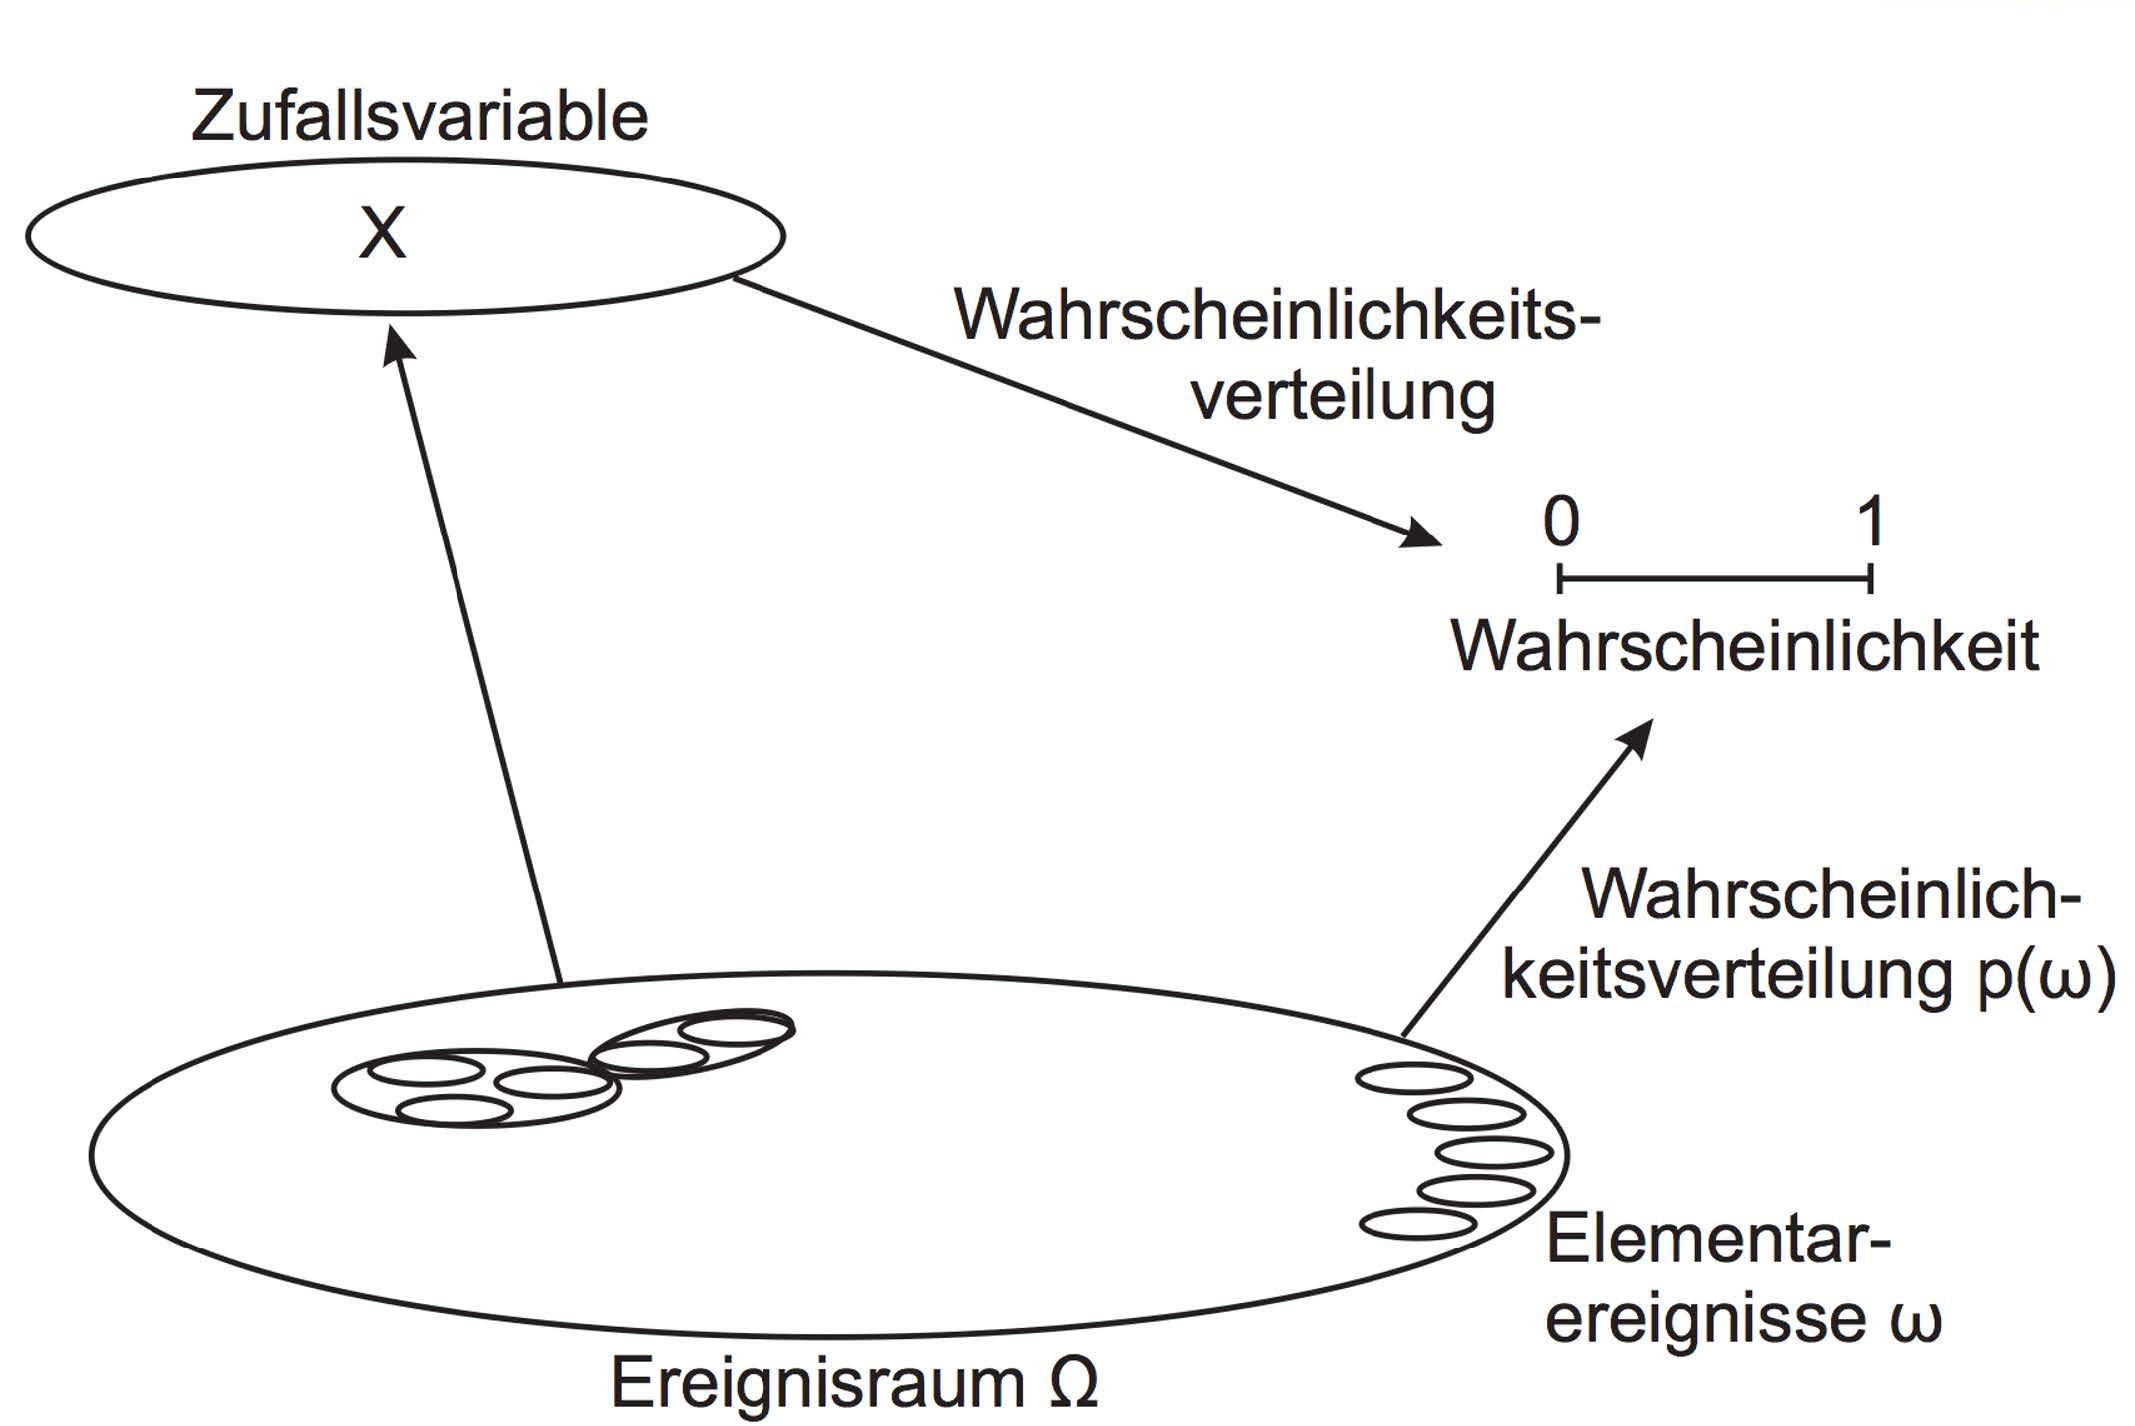 Zufallsvariable
X
Wahrscheinlichkeits-
verteilung
0 1
Wahrscheinlichkeit
Wahrscheinlich-
keitsverteilung p(ω)
Elementar-
ereignisse ω
Ereignisraum Ω